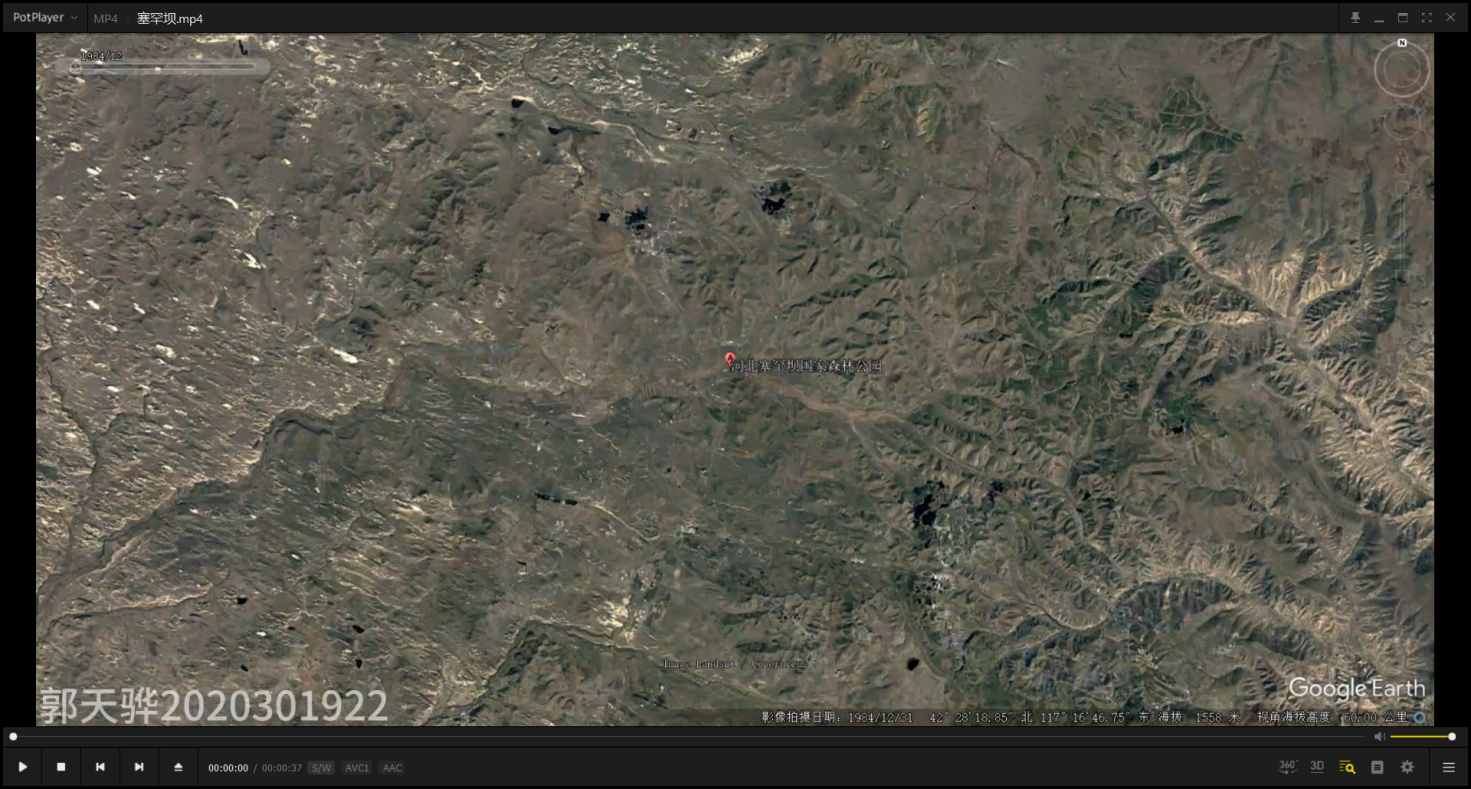 PotPlayer MP4 塞罕坝.mp4
1984/12
N
A
河北塞罕坝国家森林公园
Image Landsat / Copernicus
Google Earth
郭天骅2020301922
影像拍摄日期: 1984/12/31 42°28'18.85" 北 117°16'46.75" 东 海拔 1558 米 视角海拔高度 60.00 公里
00:00:00 / 00:00:37 S/W AVC1 AAC
360° 3D